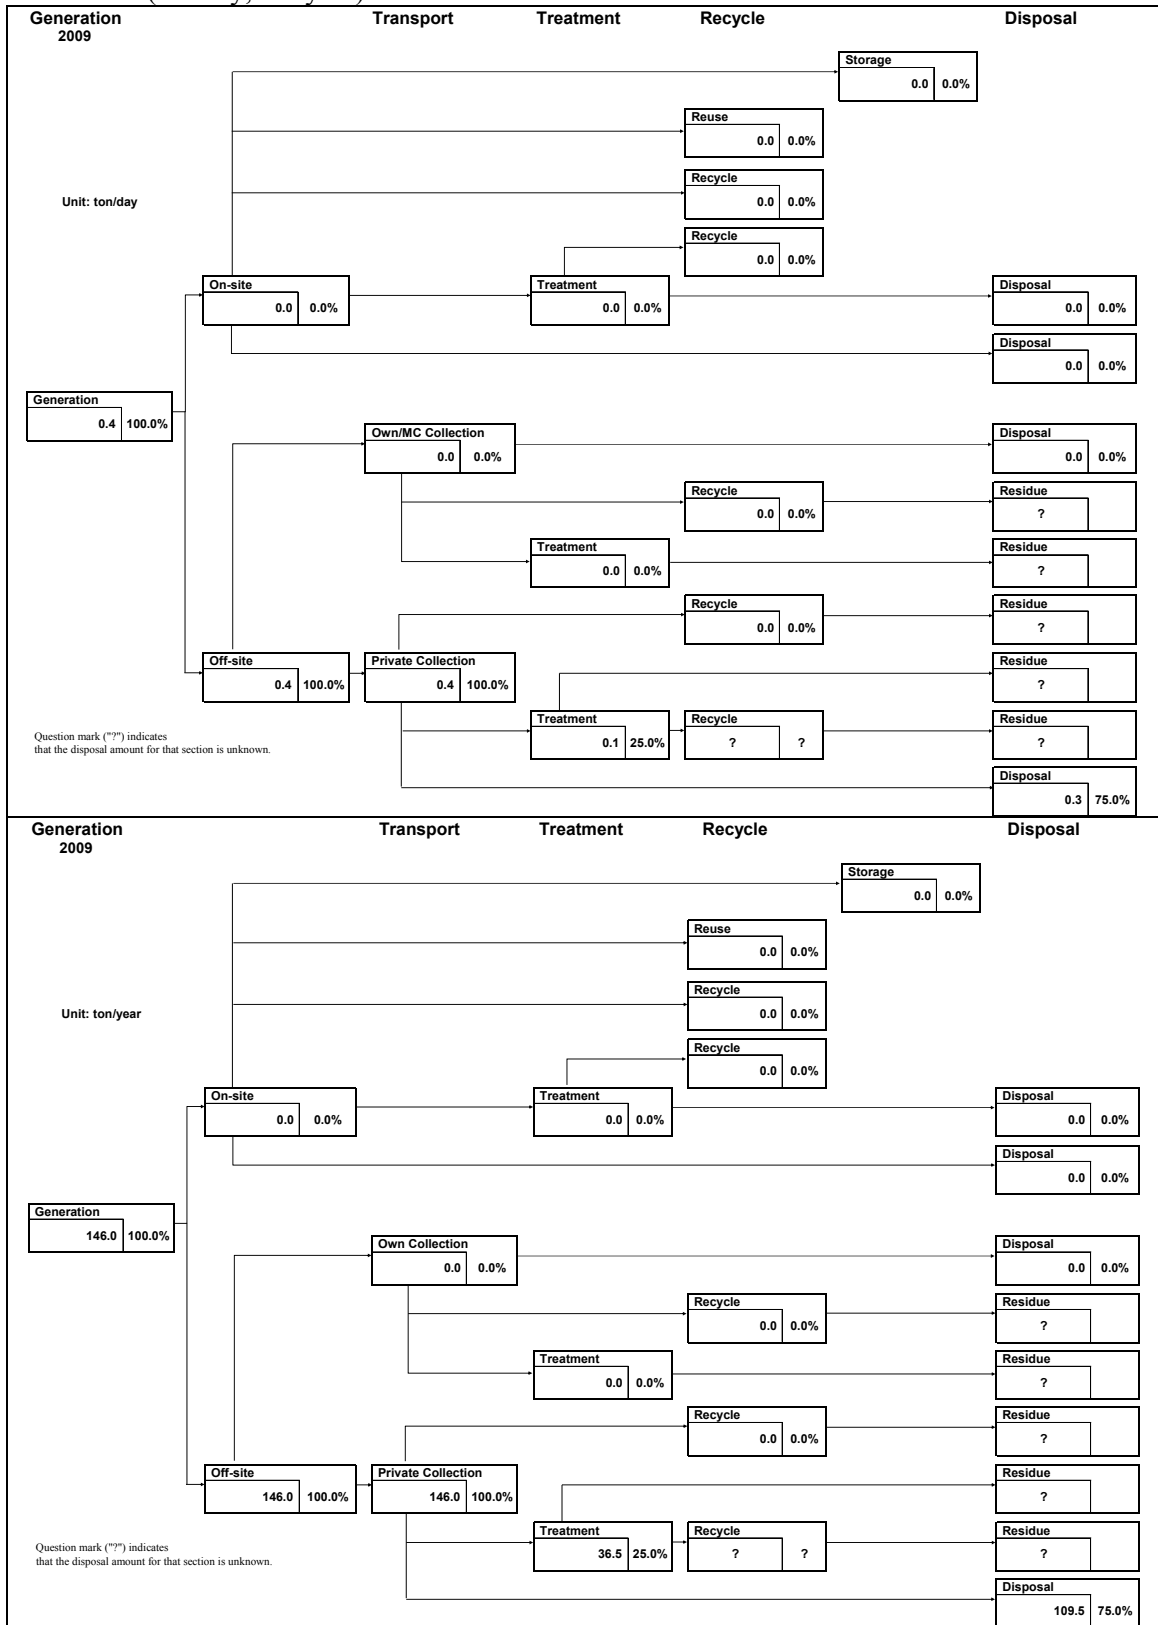 Generation Transport Treatment Recycle Disposal
2009
Storage
0.0 0.0%
Reuse
0.0 0.0%
Recycle
0.0 0.0%
Unit: ton/day
Recycle
0.0 0.0%
On-site Treatment Disposal
0.0 0.0% 0.0 0.0% 0.0 0.0%
Disposal
0.0 0.0%
Generation
0.4 100.0%
Own/MC Collection Disposal
0.0 0.0% 0.0 0.0%
Recycle Residue
0.0 0.0% ?
Treatment Residue
0.0 0.0% ?
Recycle Residue
0.0 0.0% ?
Off-site Private Collection Residue
0.4 100.0% 0.4 100.0% ?
Treatment Recycle Residue
0.1 25.0% ? ? ?
Question mark ("?") indicates
that the disposal amount for that section is unknown.
Disposal
0.3 75.0%
Generation Transport Treatment Recycle Disposal
2009
Storage
0.0 0.0%
Reuse
0.0 0.0%
Recycle
0.0 0.0%
Unit: ton/year
Recycle
0.0 0.0%
On-site Treatment Disposal
0.0 0.0% 0.0 0.0% 0.0 0.0%
Disposal
0.0 0.0%
Generation
146.0 100.0%
Own Collection Disposal
0.0 0.0% 0.0 0.0%
Recycle Residue
0.0 0.0% ?
Treatment Residue
0.0 0.0% ?
Recycle Residue
0.0 0.0% ?
Off-site Private Collection Residue
146.0 100.0% 146.0 100.0% ?
Treatment Recycle Residue
36.5 25.0% ? ? ?
Question mark ("?") indicates
that the disposal amount for that section is unknown.
Disposal
109.5 75.0%